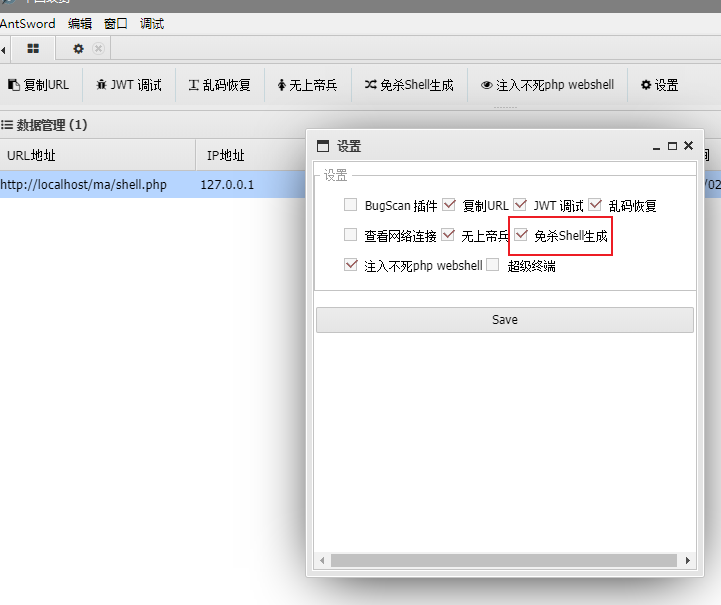 AntSword 编辑 窗口 调试
复制URL JWT 调试 乱码恢复 无上帝兵 免杀Shell生成 注入不死php webshell 设置
数据管理 (1)
URL地址 IP地址
http://localhost/ma/shell.php 127.0.0.1 /02
设置
设置
BugScan 插件 复制URL JWT 调试 乱码恢复
查看网络连接 无上帝兵 免杀Shell生成
注入不死php webshell 超级终端
Save